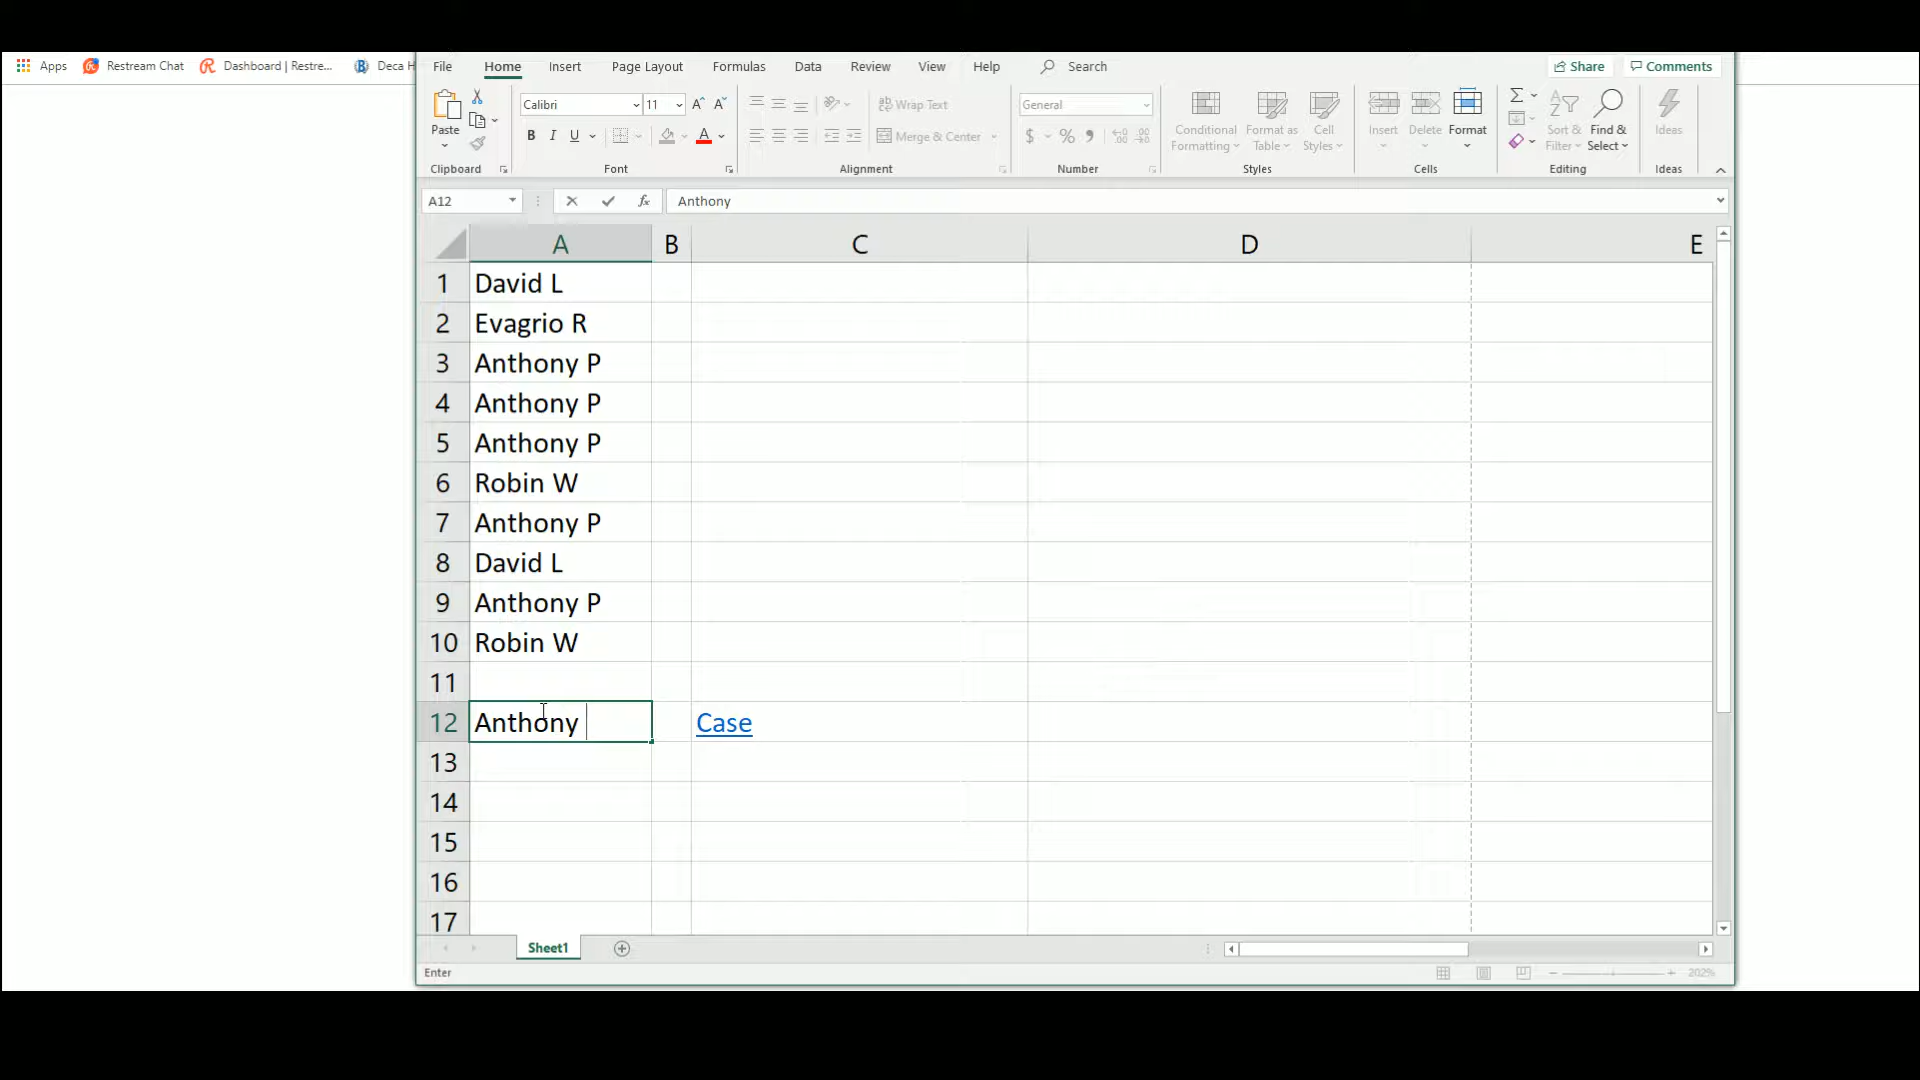 Apps Restream Chat Dashboard | Restre... Deca H
File Home Insert Page Layout Formulas Data Review View Help Search Share Comments
Paste Calibri 11 Wrap Text General
Merge & Center
Conditional Formatting Format as Table Cell Styles Insert Delete Format Sort & Filter Find & Select Ideas
Clipboard Font Alignment Number Styles Cells Editing Ideas
A12 fx Anthony
A B C D E
1 David L
2 Evagrio R
3 Anthony P
4 Anthony P
5 Anthony P
6 Robin W
7 Anthony P
8 David L
9 Anthony P
10 Robin W
11
12 Anthony Case
13
14
15
16
17
Sheet1
Enter 202%